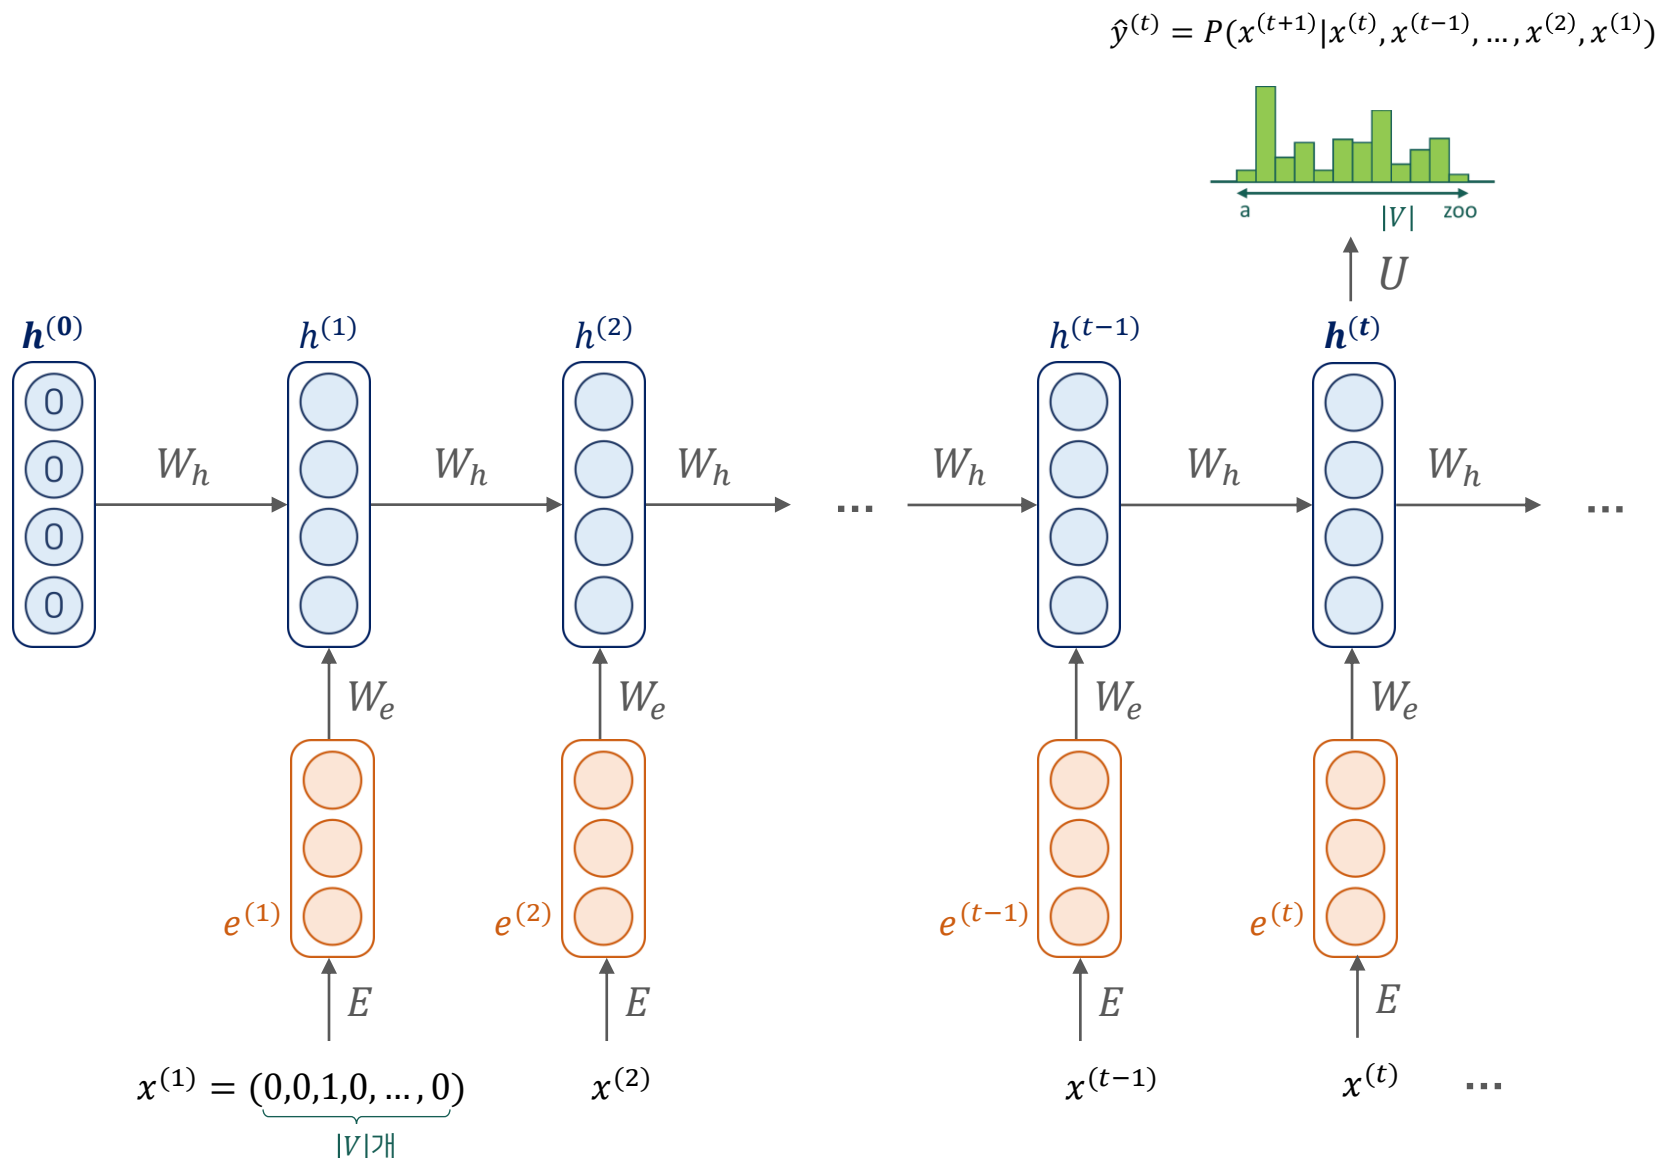 ŷ^(t) = P(x^(t+1)|x^(t), x^(t−1), …, x^(2), x^(1))
a |V| zoo
U
h^(0) h^(1) h^(2) h^(t−1) h^(t)
0
0
0
0
W_h W_h W_h … W_h W_h W_h …
W_e W_e W_e W_e
e^(1) e^(2) e^(t−1) e^(t)
E E E E
x^(1) = (0,0,1,0, … , 0) x^(2) x^(t−1) x^(t) …
|V|개